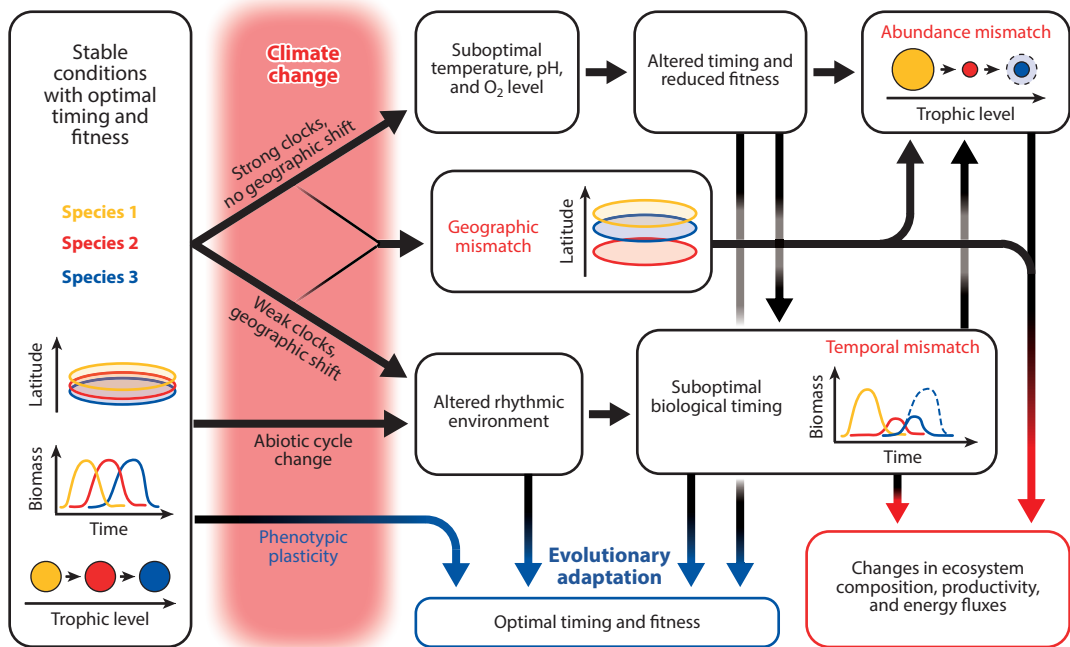 Stable
conditions
with optimal
timing and
fitness
Species 1
Species 2
Species 3
Latitude
Biomass
Time
Trophic level
Climate
change
Strong clocks,
no geographic shift
Weak clocks,
geographic shift
Abiotic cycle
change
Phenotypic
plasticity
Suboptimal
temperature, pH,
and O₂ level
Altered timing and
reduced fitness
Abundance mismatch
Trophic level
Geographic
mismatch
Latitude
Altered rhythmic
environment
Suboptimal
biological timing
Temporal mismatch
Biomass
Time
Evolutionary
adaptation
Optimal timing and fitness
Changes in ecosystem
composition, productivity,
and energy fluxes